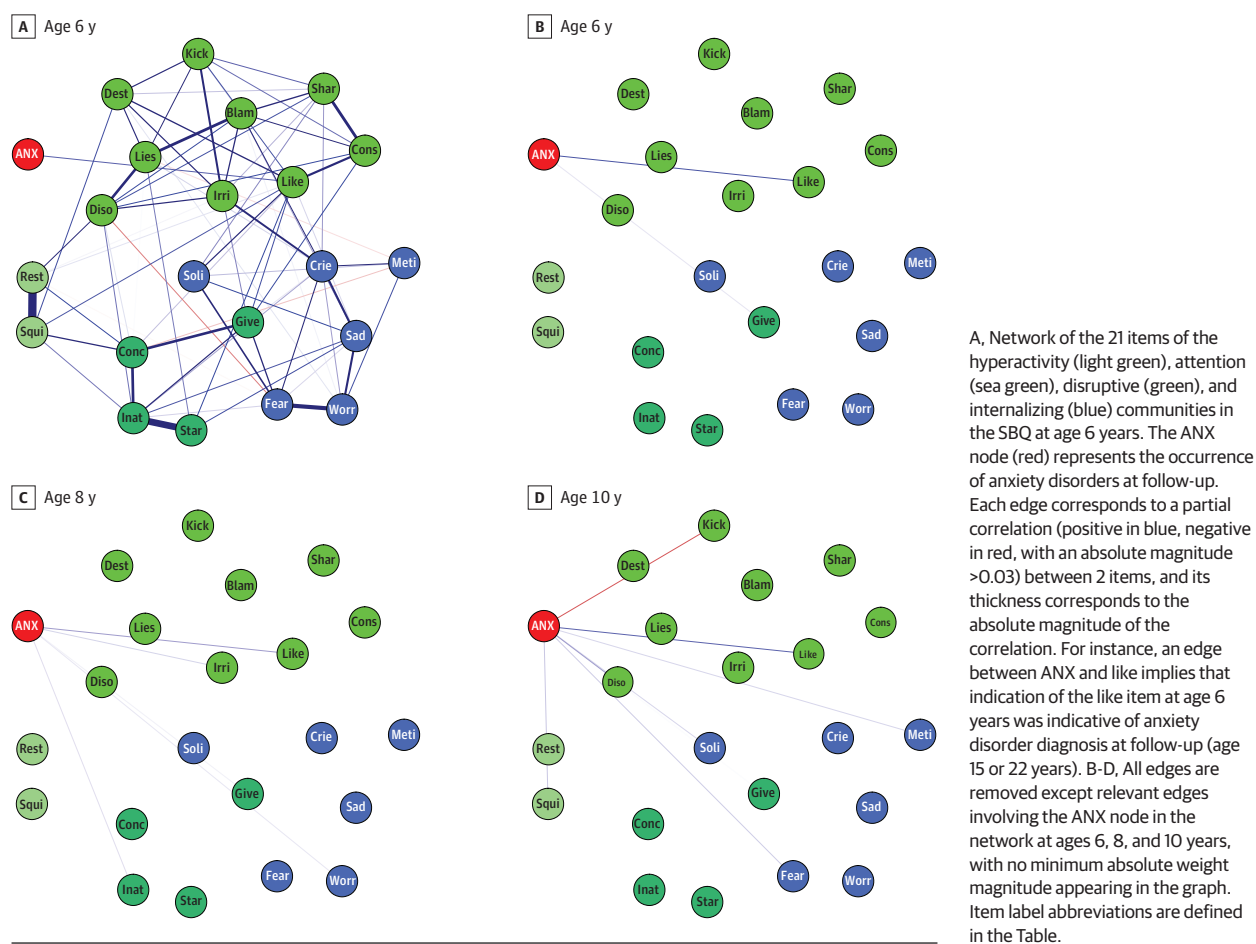 A Age 6 y
Kick
Dest
Shar
Blam
ANX
Lies
Cons
Like
Irri
Diso
Rest
Soli
Crie
Meti
Squi
Give
Sad
Conc
Fear
Worr
Inat
Star
B Age 6 y
Kick
Dest
Shar
Blam
ANX
Lies
Cons
Like
Irri
Diso
Rest
Soli
Crie
Meti
Squi
Give
Sad
Conc
Fear
Worr
Inat
Star
C Age 8 y
Kick
Dest
Shar
Blam
ANX
Lies
Cons
Like
Irri
Diso
Rest
Soli
Crie
Meti
Squi
Give
Sad
Conc
Fear
Worr
Inat
Star
D Age 10 y
Kick
Dest
Shar
Blam
ANX
Lies
Cons
Like
Irri
Diso
Rest
Soli
Crie
Meti
Squi
Give
Sad
Conc
Fear
Worr
Inat
Star
A, Network of the 21 items of the
hyperactivity (light green), attention
(sea green), disruptive (green), and
internalizing (blue) communities in
the SBQ at age 6 years. The ANX
node (red) represents the occurrence
of anxiety disorders at follow-up.
Each edge corresponds to a partial
correlation (positive in blue, negative
in red, with an absolute magnitude
>0.03) between 2 items, and its
thickness corresponds to the
absolute magnitude of the
correlation. For instance, an edge
between ANX and like implies that
indication of the like item at age 6
years was indicative of anxiety
disorder diagnosis at follow-up (age
15 or 22 years). B-D, All edges are
removed except relevant edges
involving the ANX node in the
network at ages 6, 8, and 10 years,
with no minimum absolute weight
magnitude appearing in the graph.
Item label abbreviations are defined
in the Table.